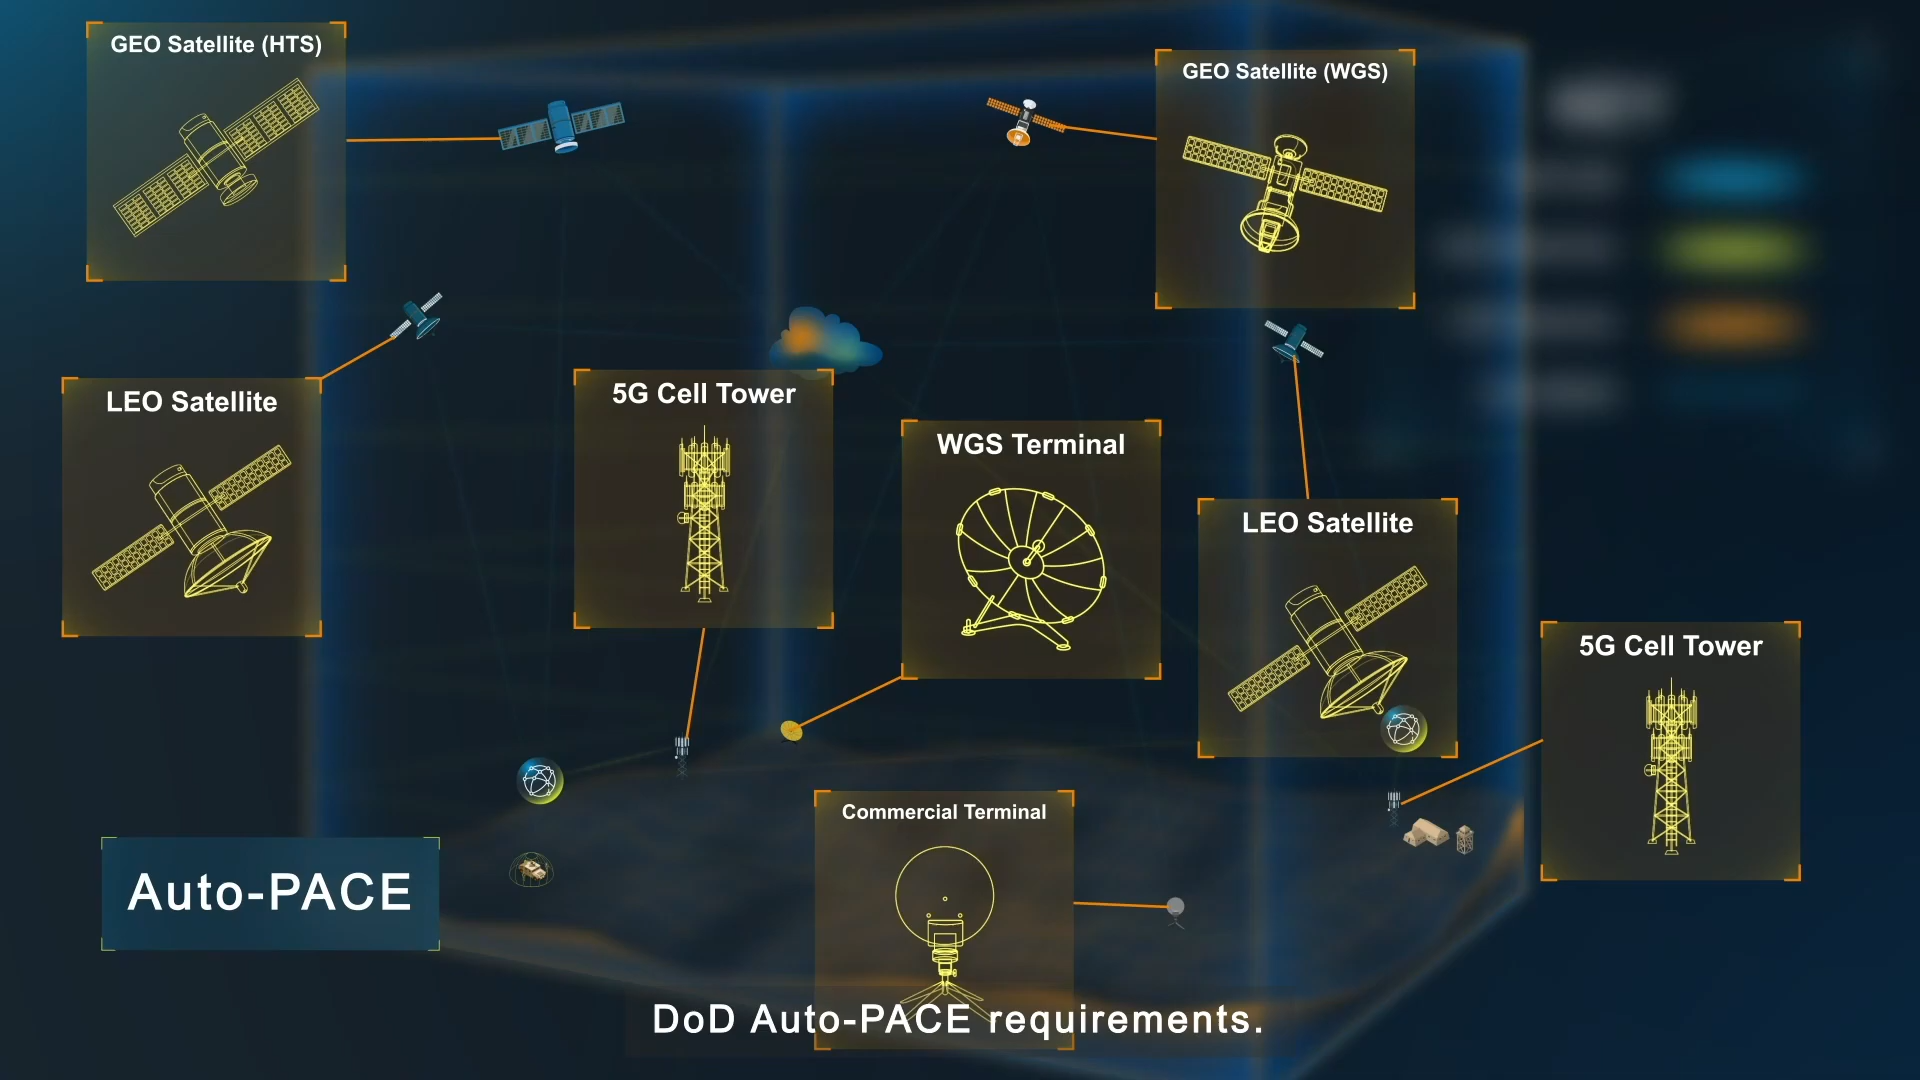 GEO Satellite (HTS)
GEO Satellite (WGS)
LEO Satellite
5G Cell Tower
WGS Terminal
LEO Satellite
5G Cell Tower
Commercial Terminal
Auto-PACE
DoD Auto-PACE requirements.